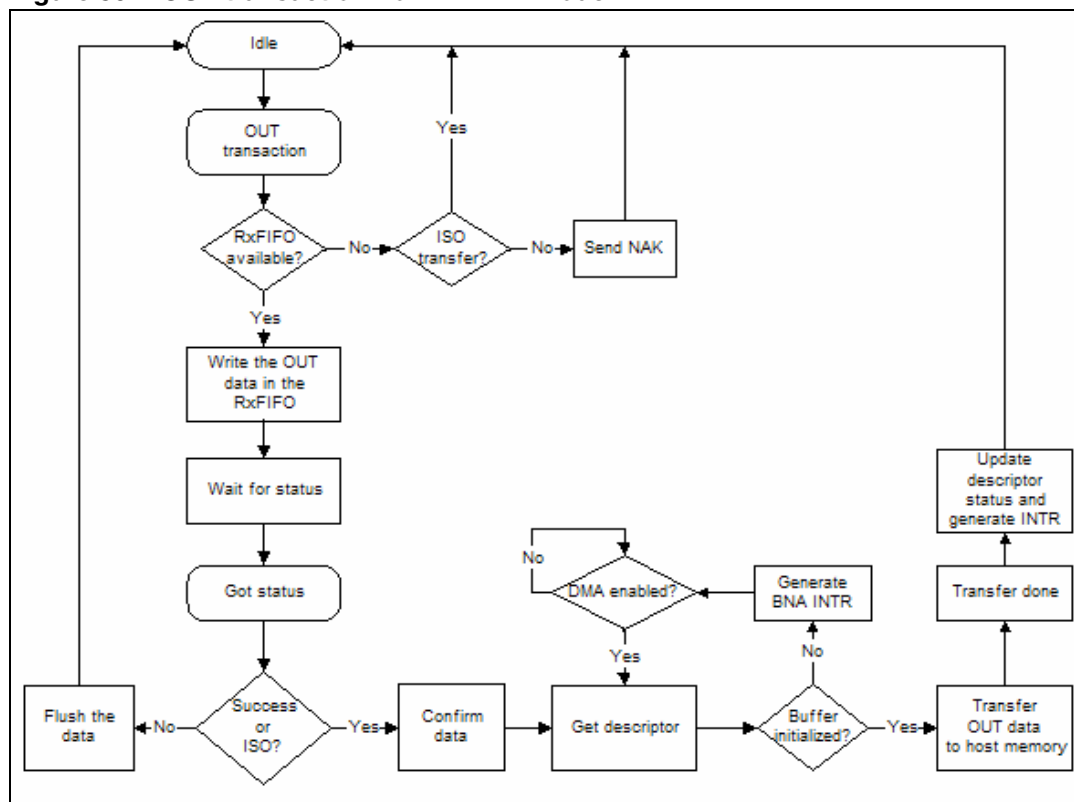 Idle
OUT
transaction
Yes
RxFIFO
available?
No
ISO
transfer?
No
Send NAK
Yes
Write the OUT
data in the
RxFIFO
Wait for status
Got status
Update
descriptor
status and
generate INTR
No
DMA enabled?
Generate
BNA INTR
Transfer done
Yes
No
Flush the
data
No
Success
or
ISO?
Yes
Confirm
data
Get descriptor
Buffer
initialized?
Yes
Transfer
OUT data
to host memory